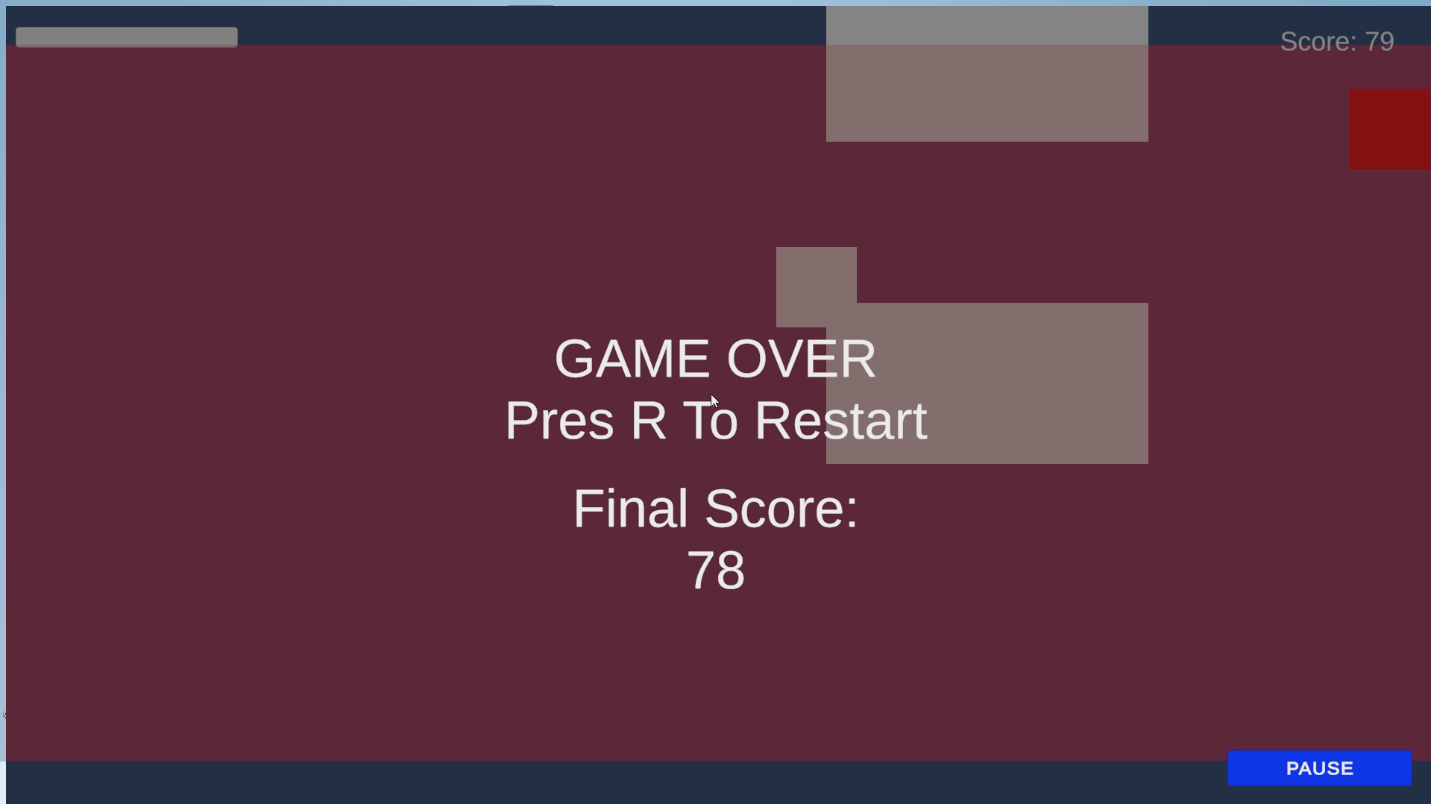 Score: 79
GAME OVER
Pres R To Restart
Final Score:
78
PAUSE